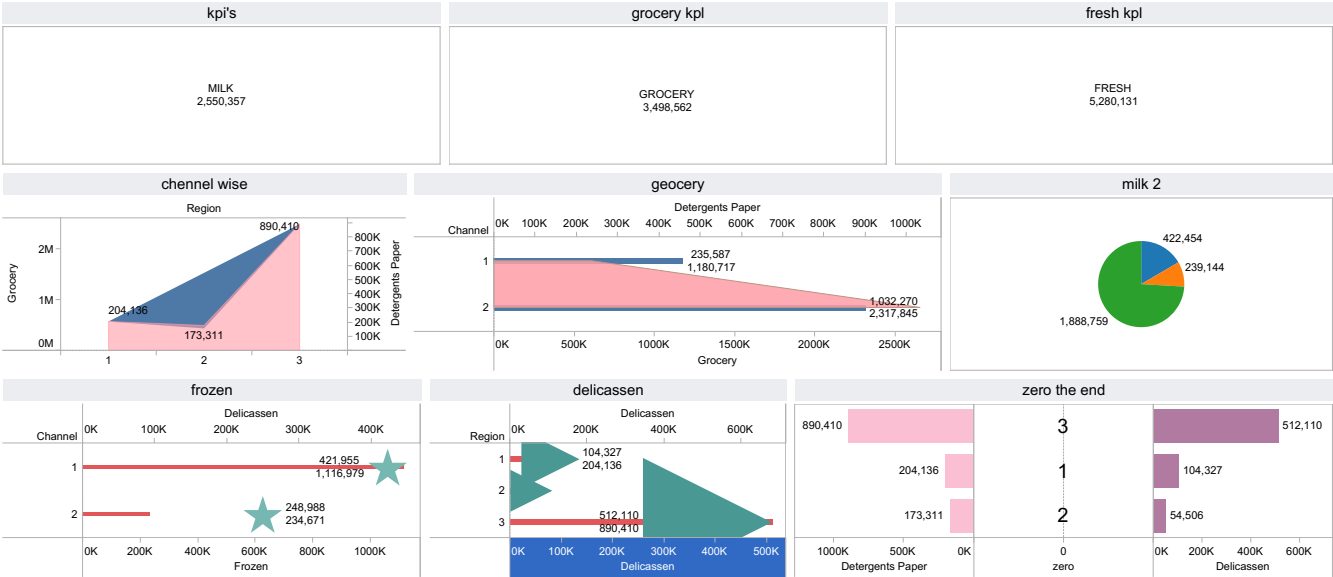 kpi's
grocery kpl
fresh kpl
MILK
2,550,357
GROCERY
3,498,562
FRESH
5,280,131
chennel wise
geocery
milk 2
Region
890,410
2M
1M
0M
Grocery
204,136
173,311
800K
700K
600K
500K
400K
300K
200K
100K
Detergents Paper
1 2 3
Detergents Paper
Channel 0K 100K 200K 300K 400K 500K 600K 700K 800K 900K 1000K
1
235,587
1,180,717
2
1,032,270
2,317,845
0K 500K 1000K 1500K 2000K 2500K
Grocery
422,454
239,144
1,888,759
frozen
delicassen
zero the end
Delicassen
Channel 0K 100K 200K 300K 400K
1
421,955
1,116,979
2
248,988
234,671
0K 200K 400K 600K 800K 1000K
Frozen
Delicassen
Region 0K 200K 400K 600K
1
104,327
204,136
2
3
512,110
890,410
0K 100K 200K 300K 400K 500K
Delicassen
890,410 3 512,110
204,136 1 104,327
173,311 2 54,506
1000K 500K 0K 0 0K 200K 400K 600K
Detergents Paper zero Delicassen